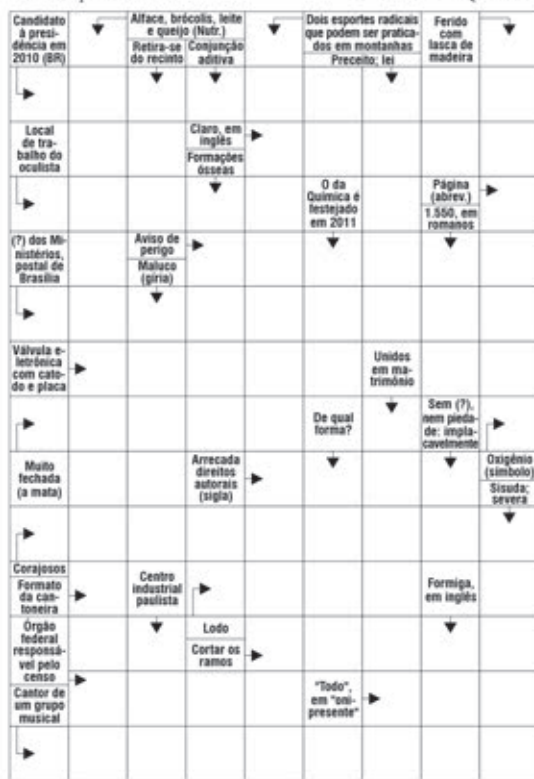 Candidato
à presi-
dência em
2010 (BR)
Alface, brócolis, leite
e queijo (Nutr.)
Retira-se
do recinto
Conjunção
aditiva
Dois esportes radicais
que podem ser pratica-
dos em montanhas
Preceito; lei
Ferido
com
lasca de
madeira
Local
de tra-
balho do
oculista
Claro, em
inglês
Formações
ósseas
O da
Química é
festejado
em 2011
Página
(abrev.)
1.550, em
romanos
(?) dos Mi-
nistérios,
postal de
Brasília
Aviso de
perigo
Maluco
(gíria)
Válvula e-
letrônica
com cato-
do e placa
Unidos
em ma-
trimônio
De qual
forma?
Sem (?),
nem pieda-
de: impla-
cavelmente
Muito
fechada
(a mata)
Arrecada
direitos
autorais
(sigla)
Oxigênio
(símbolo)
Sisuda;
severa
Corajosos
Formato
da can-
toneira
Centro
industrial
paulista
Formiga,
em inglês
Órgão
federal
responsá-
vel pelo
censo
Lodo
Cortar os
ramos
Cantor de
um grupo
musical
"Todo",
em "oni-
presente"